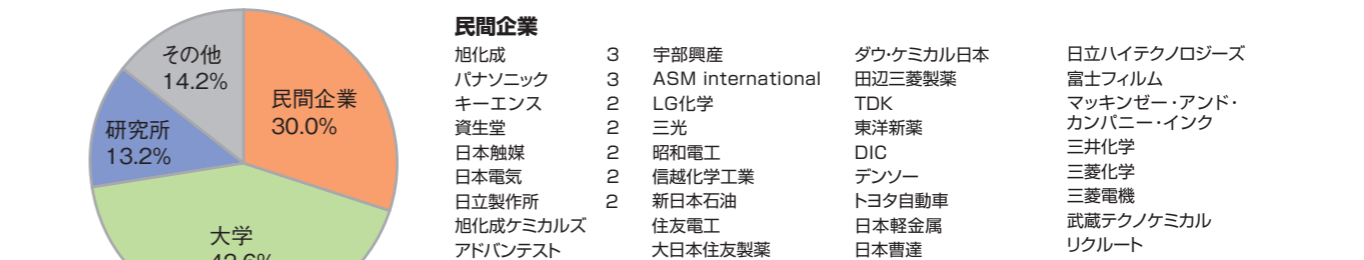 その他
14.2%
民間企業
30.0%
研究所
13.2%
大学
42.6%
民間企業
旭化成 3
パナソニック 3
キーエンス 2
資生堂 2
日本触媒 2
日本電気 2
日立製作所 2
旭化成ケミカルズ
アドバンテスト
宇部興産
ASM international
LG化学
三光
昭和電工
信越化学工業
新日本石油
住友電工
大日本住友製薬
ダウ・ケミカル日本
田辺三菱製薬
TDK
東洋新薬
DIC
デンソー
トヨタ自動車
日本軽金属
日本曹達
日立ハイテクノロジーズ
富士フィルム
マッキンゼー・アンド・
カンパニー・インク
三井化学
三菱化学
三菱電機
武蔵テクノケミカル
リクルート